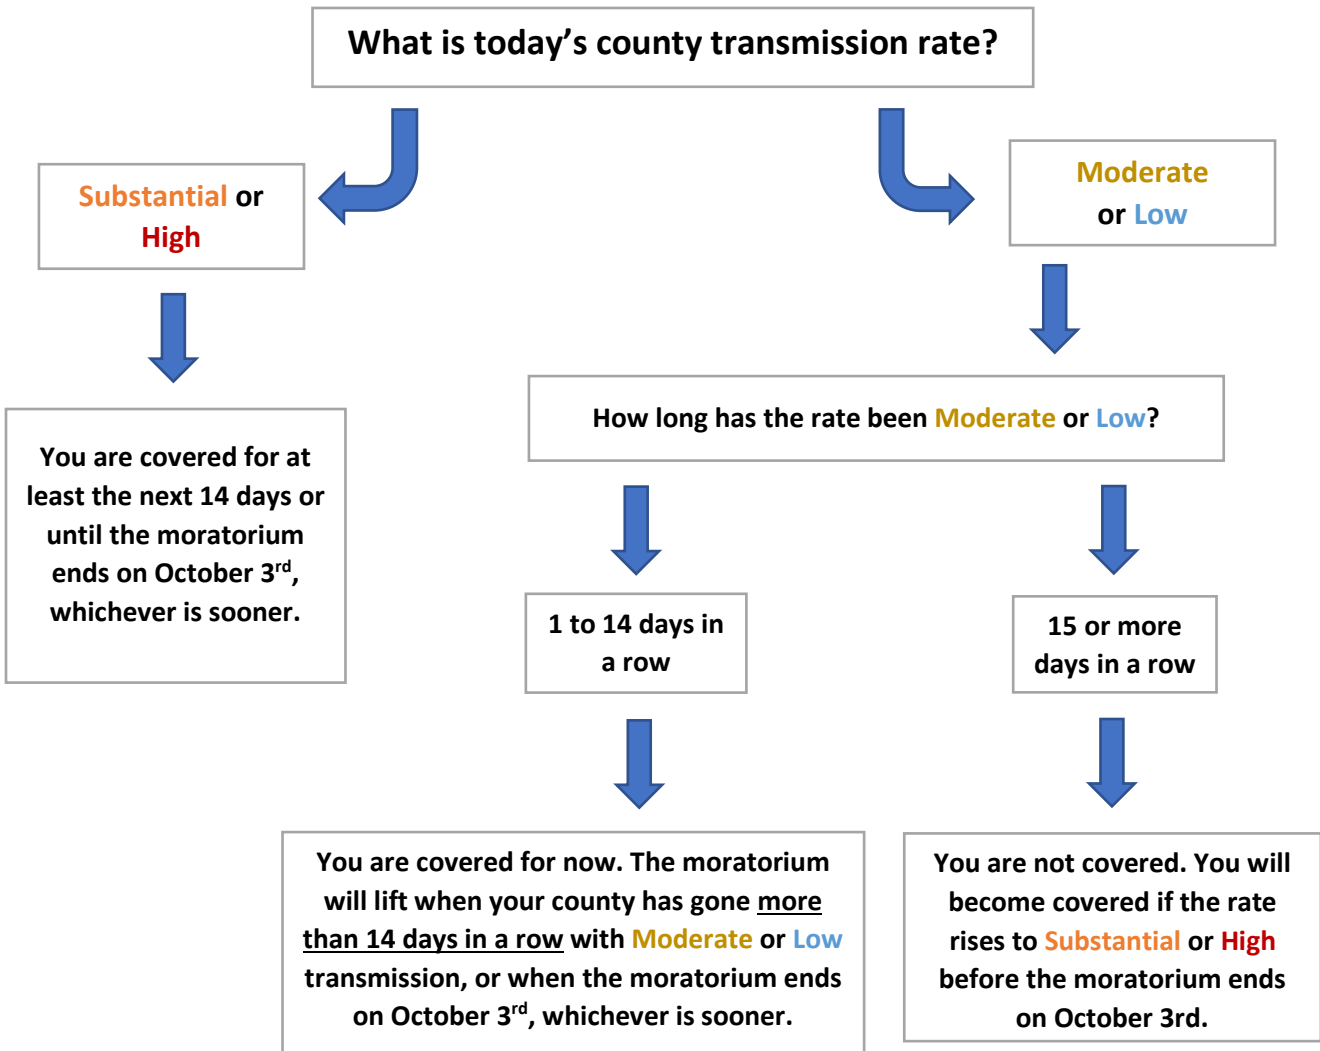 What is today’s county transmission rate?
Substantial or
High
Moderate
or Low
You are covered for at
least the next 14 days or
until the moratorium
ends on October 3rd,
whichever is sooner.
How long has the rate been Moderate or Low?
1 to 14 days in
a row
15 or more
days in a row
You are covered for now. The moratorium
will lift when your county has gone more
than 14 days in a row with Moderate or Low
transmission, or when the moratorium ends
on October 3rd, whichever is sooner.
You are not covered. You will
become covered if the rate
rises to Substantial or High
before the moratorium ends
on October 3rd.